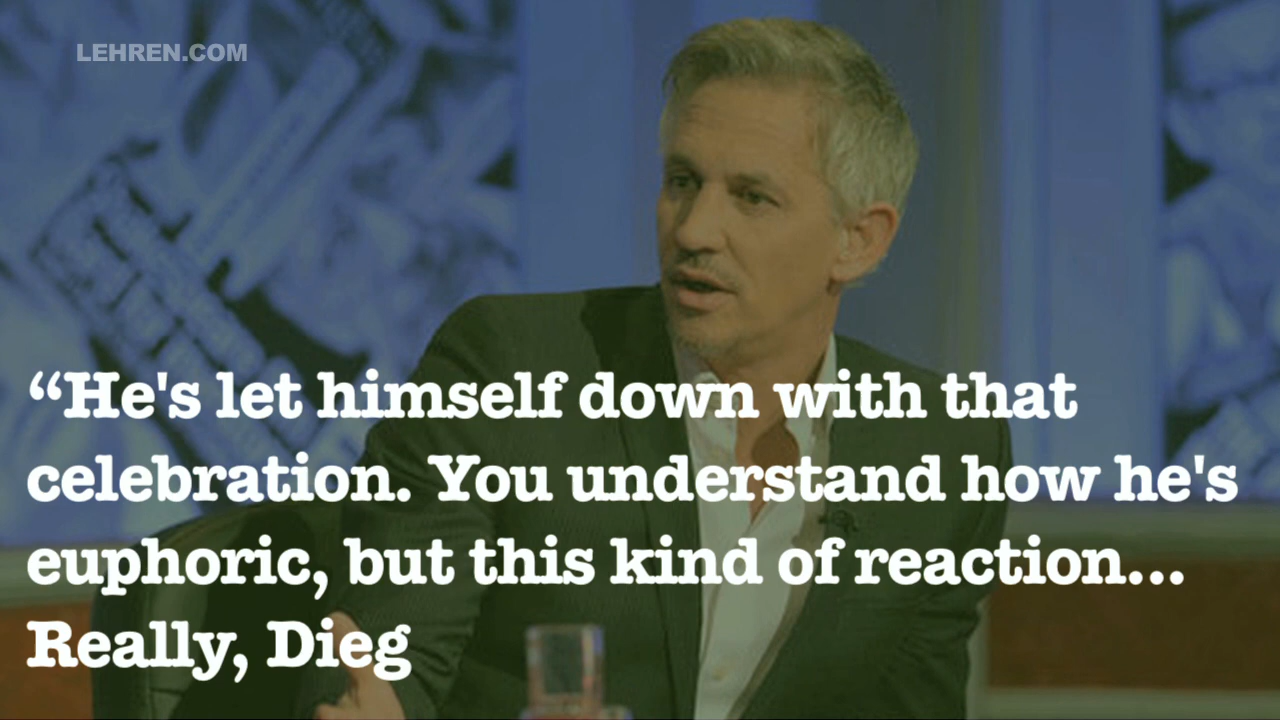 LEHREN.COM
“He's let himself down with that
celebration. You understand how he's
euphoric, but this kind of reaction...
Really, Dieg